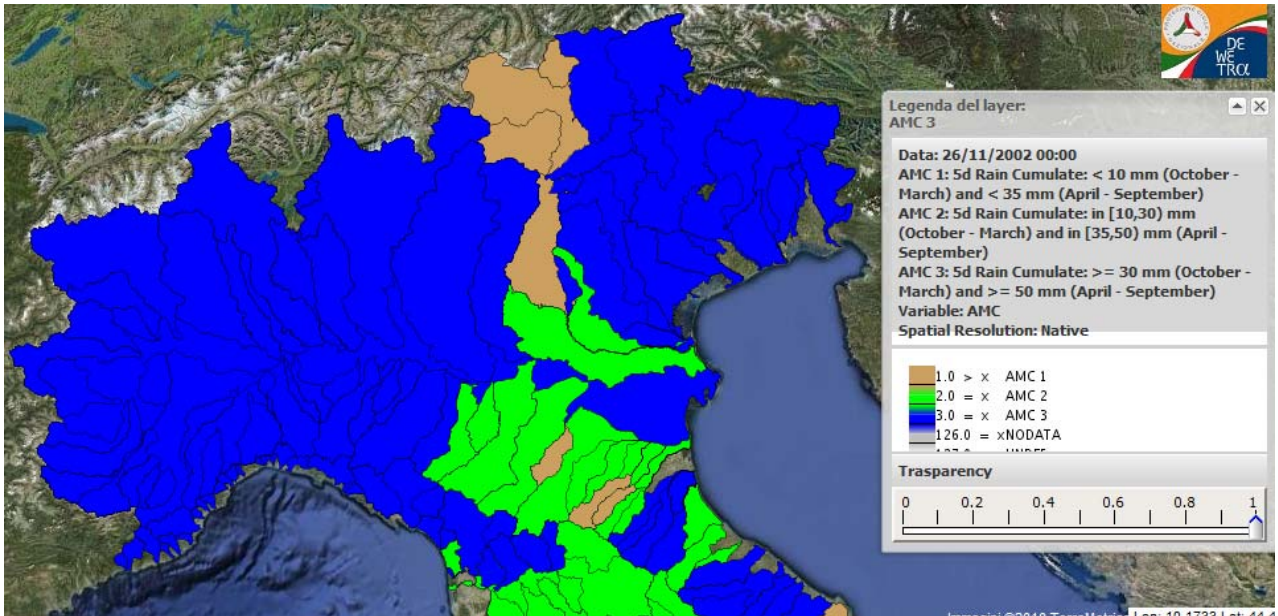 DE
WE
TRα
Legenda del layer:
AMC 3
Data: 26/11/2002 00:00
AMC 1: 5d Rain Cumulate: < 10 mm (October -
March) and < 35 mm (April - September)
AMC 2: 5d Rain Cumulate: in [10,30) mm
(October - March) and in [35,50) mm (April -
September)
AMC 3: 5d Rain Cumulate: >= 30 mm (October -
March) and >= 50 mm (April - September)
Variable: AMC
Spatial Resolution: Native
1.0 > x AMC 1
2.0 = x AMC 2
3.0 = x AMC 3
126.0 = xNODATA
Trasparency
0 0.2 0.4 0.6 0.8 1